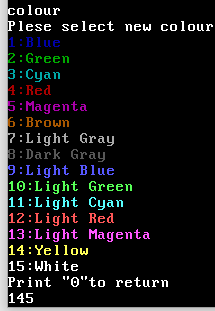 colour
Plese select new colour
1:Blue
2:Green
3:Cyan
4:Red
5:Magenta
6:Brown
7:Light Gray
8:Dark Gray
9:Light Blue
10:Light Green
11:Light Cyan
12:Light Red
13:Light Magenta
14:Yellow
15:White
Print "0"to return
145